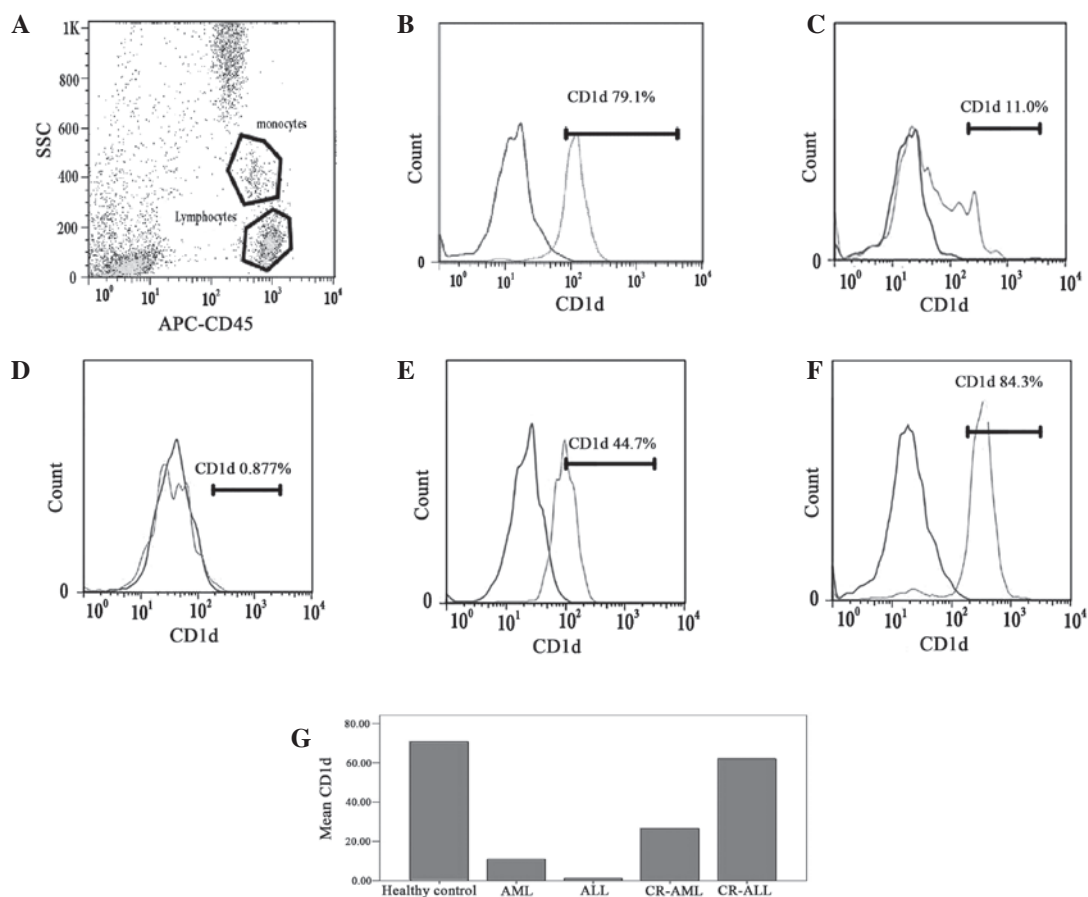 A
1K
800
600
400
200
0
SSC
monocytes
Lymphocytes
10^0 10^1 10^2 10^3 10^4
APC-CD45
B
CD1d 79.1%
Count
0
10^0 10^1 10^2 10^3 10^4
CD1d
C
CD1d 11.0%
Count
0
10^0 10^1 10^2 10^3 10^4
CD1d
D
CD1d 0.877%
Count
0
10^0 10^1 10^2 10^3 10^4
CD1d
E
CD1d 44.7%
Count
0
10^0 10^1 10^2 10^3 10^4
CD1d
F
CD1d 84.3%
Count
0
10^0 10^1 10^2 10^3 10^4
CD1d
G
80.00
60.00
40.00
20.00
0.00
Mean CD1d
Healthy control AML ALL CR-AML CR-ALL